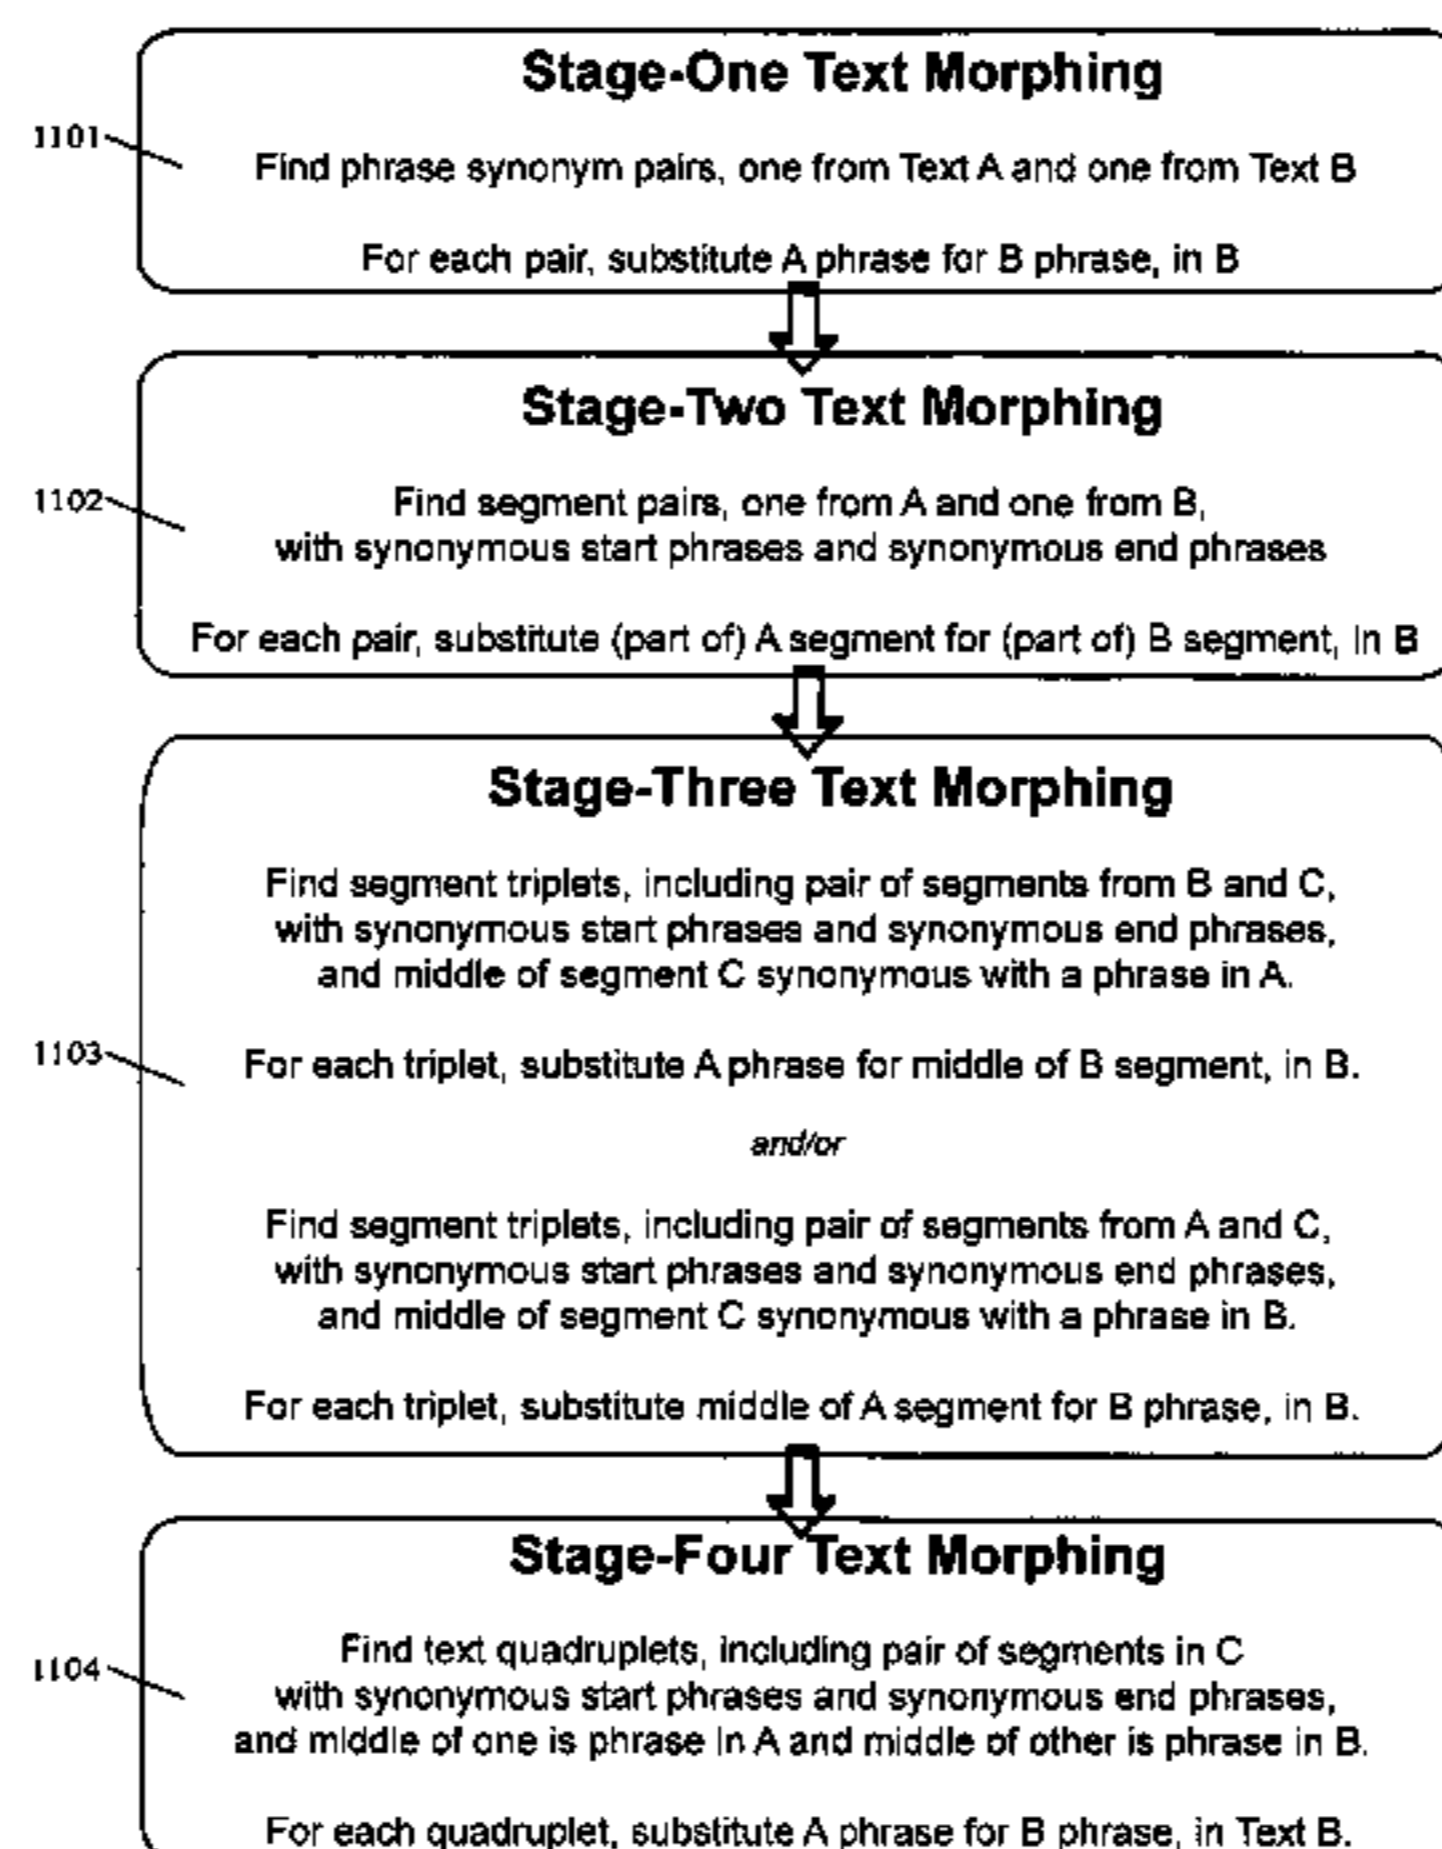 Stage-One Text Morphing
1101
Find phrase synonym pairs, one from Text A and one from Text B
For each pair, substitute A phrase for B phrase, in B
Stage-Two Text Morphing
1102
Find segment pairs, one from A and one from B,
with synonymous start phrases and synonymous end phrases
For each pair, substitute (part of) A segment for (part of) B segment, in B
Stage-Three Text Morphing
Find segment triplets, including pair of segments from B and C,
with synonymous start phrases and synonymous end phrases,
and middle of segment C synonymous with a phrase in A.
1103
For each triplet, substitute A phrase for middle of B segment, in B.
and/or
Find segment triplets, including pair of segments from A and C,
with synonymous start phrases and synonymous end phrases,
and middle of segment C synonymous with a phrase in B.
For each triplet, substitute middle of A segment for B phrase, in B.
Stage-Four Text Morphing
Find text quadruplets, including pair of segments in C
1104
with synonymous start phrases and synonymous end phrases,
and middle of one is phrase in A and middle of other is phrase in B.
For each quadruplet, substitute A phrase for B phrase, in Text B.